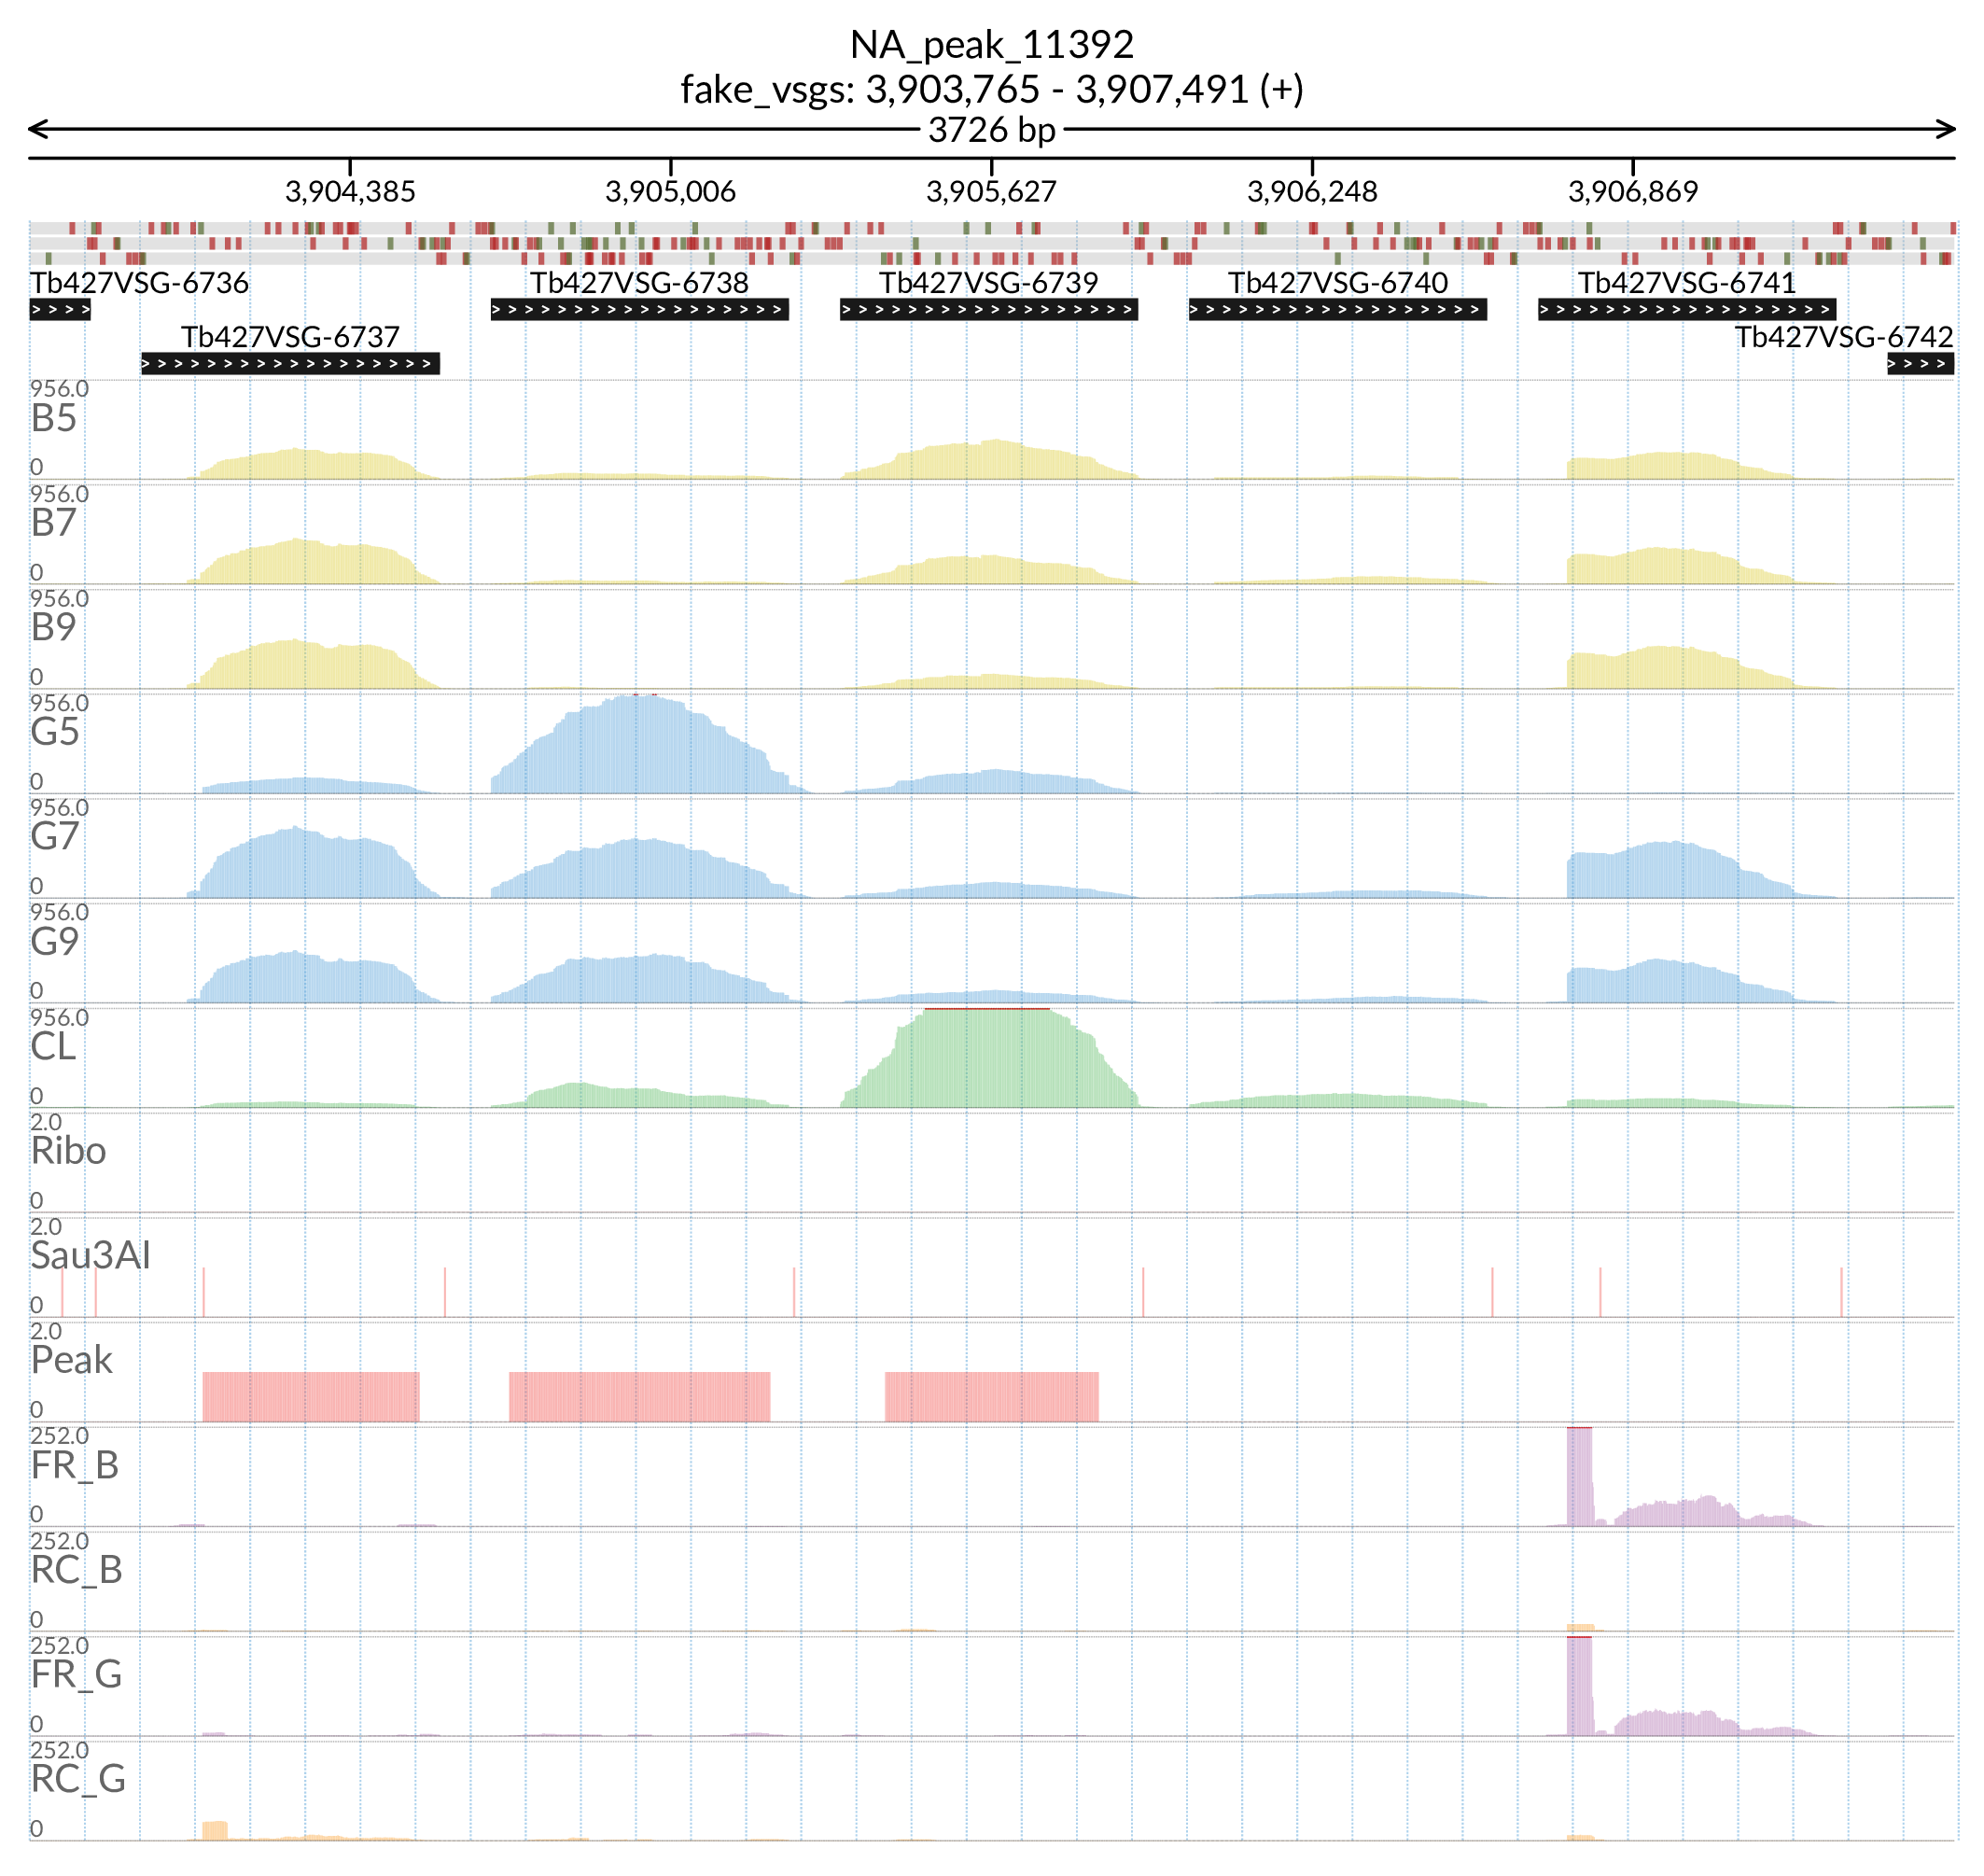 NA_peak_11392
fake_vsgs: 3,903,765 - 3,907,491 (+)
3726 bp
3,904,385 3,905,006 3,905,627 3,906,248 3,906,869
Tb427VSG-6736 Tb427VSG-6738 Tb427VSG-6739 Tb427VSG-6740 Tb427VSG-6741
Tb427VSG-6737 Tb427VSG-6742
956.0
B5
0
956.0
B7
0
956.0
B9
0
956.0
G5
0
956.0
G7
0
956.0
G9
0
956.0
CL
0
2.0
Ribo
0
2.0
Sau3AI
0
2.0
Peak
0
252.0
FR_B
0
252.0
RC_B
0
252.0
FR_G
0
252.0
RC_G
0